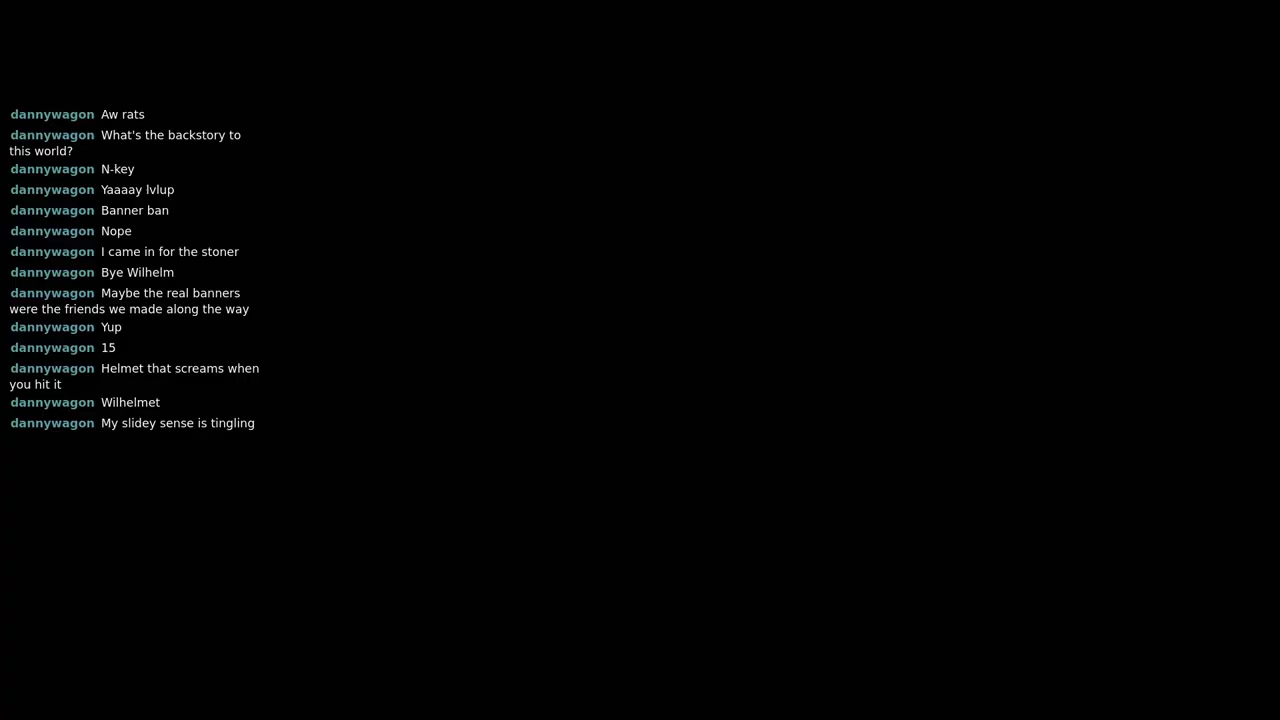 dannywagon Aw rats
dannywagon What's the backstory to
this world?
dannywagon N-key
dannywagon Yaaaay lvlup
dannywagon Banner ban
dannywagon Nope
dannywagon I came in for the stoner
dannywagon Bye Wilhelm
dannywagon Maybe the real banners
were the friends we made along the way
dannywagon Yup
dannywagon 15
dannywagon Helmet that screams when
you hit it
dannywagon Wilhelmet
dannywagon My slidey sense is tingling